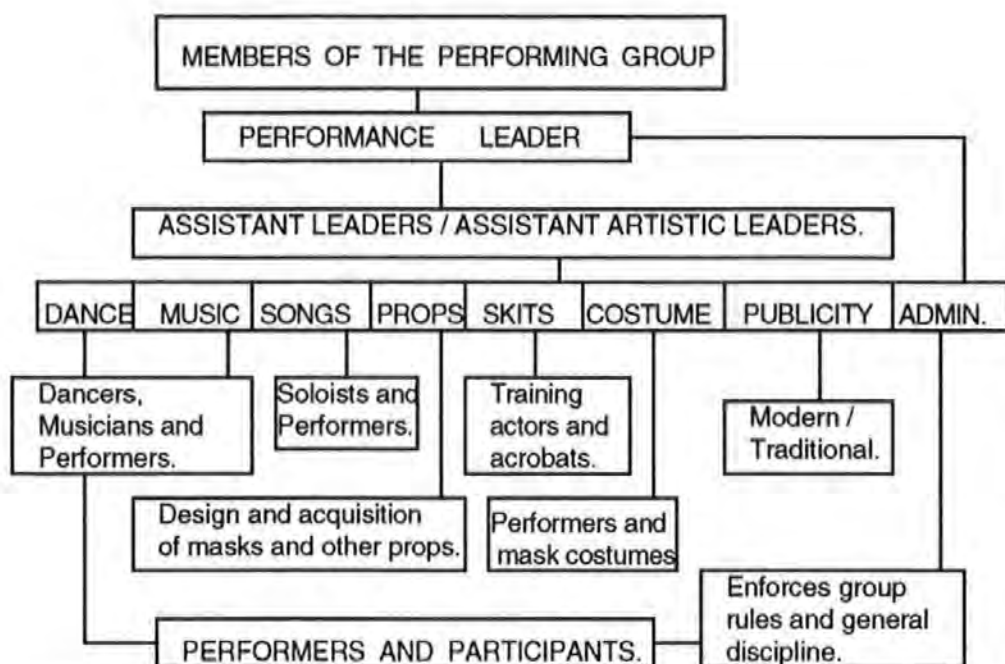 MEMBERS OF THE PERFORMING GROUP
PERFORMANCE LEADER
ASSISTANT LEADERS / ASSISTANT ARTISTIC LEADERS.
DANCE MUSIC SONGS PROPS SKITS COSTUME PUBLICITY ADMIN.
Dancers,
Musicians and
Performers.
Soloists and
Performers.
Training
actors and
acrobats.
Modern /
Traditional.
Design and acquisition
of masks and other props.
Performers and
mask costumes
Enforces group
rules and general
discipline.
PERFORMERS AND PARTICIPANTS.